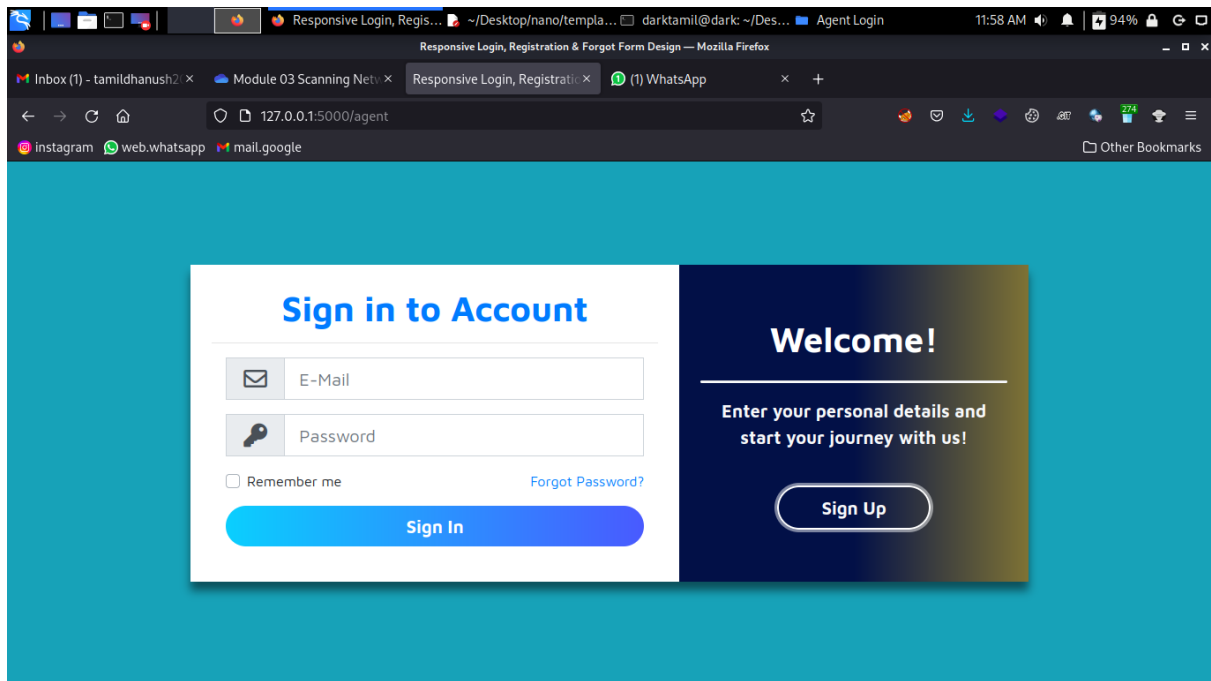 Responsive Login, Regis... ~/Desktop/nano/templa... darktamil@dark: ~/Des... Agent Login 11:58 AM 94%
Responsive Login, Registration & Forgot Form Design — Mozilla Firefox
Inbox (1) - tamildhanush2 Module 03 Scanning Netw Responsive Login, Registratio (1) WhatsApp
127.0.0.1:5000/agent 274
instagram web.whatsapp mail.google Other Bookmarks
Sign in to Account
E-Mail
Password
Remember me Forgot Password?
Sign In
Welcome!
Enter your personal details and
start your journey with us!
Sign Up